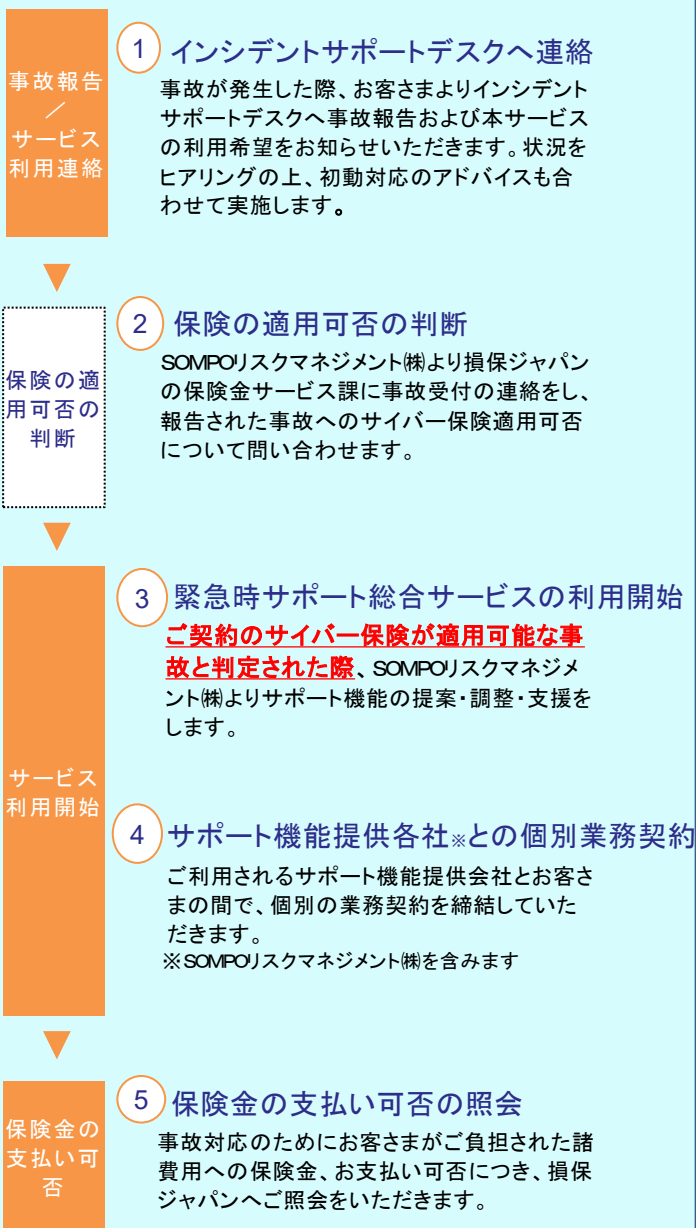 事故報告
／
サービス
利用連絡
1 インシデントサポートデスクへ連絡
事故が発生した際、お客さまよりインシデント
サポートデスクへ事故報告および本サービス
の利用希望をお知らせいただきます。状況を
ヒアリングの上、初動対応のアドバイスも合
わせて実施します。
保険の適
用可否の
判断
2 保険の適用可否の判断
SOMPOリスクマネジメント㈱より損保ジャパン
の保険金サービス課に事故受付の連絡をし、
報告された事故へのサイバー保険適用可否
について問い合わせます。
サービス
利用開始
3 緊急時サポート総合サービスの利用開始
ご契約のサイバー保険が適用可能な事
故と判定された際、SOMPOリスクマネジメ
ント㈱よりサポート機能の提案・調整・支援を
します。
4 サポート機能提供各社※との個別業務契約
ご利用されるサポート機能提供会社とお客さ
まの間で、個別の業務契約を締結していた
だきます。
※SOMPOリスクマネジメント㈱を含みます
保険金の
支払い可
否
5 保険金の支払い可否の照会
事故対応のためにお客さまがご負担された諸
費用への保険金、お支払い可否につき、損保
ジャパンへご照会をいただきます。